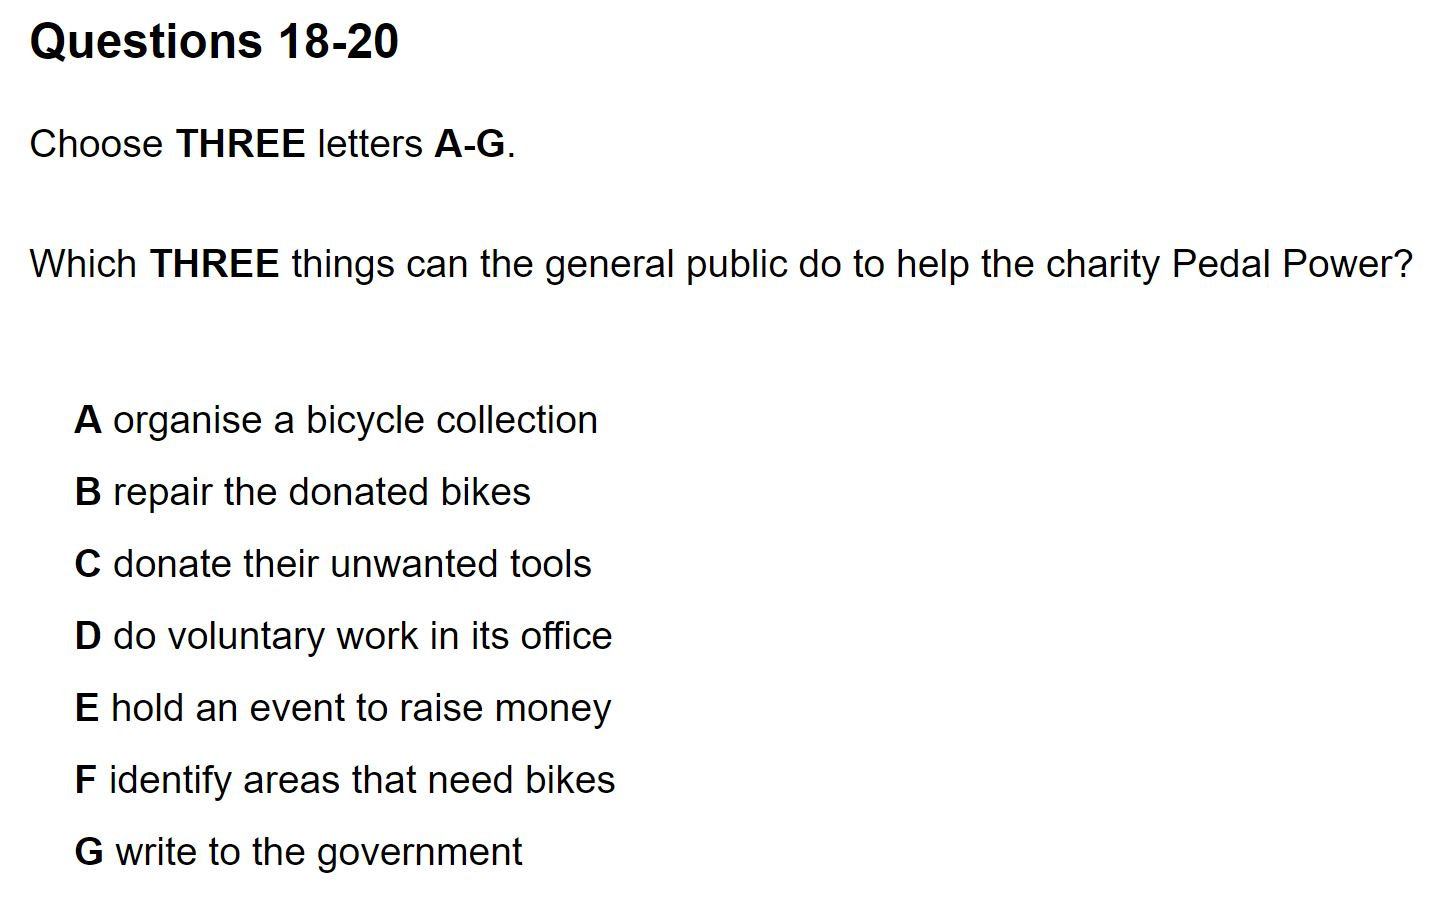 Questions 18-20
Choose THREE letters A-G.
Which THREE things can the general public do to help the charity Pedal Power?
A organise a bicycle collection
B repair the donated bikes
C donate their unwanted tools
D do voluntary work in its office
E hold an event to raise money
F identify areas that need bikes
G write to the government